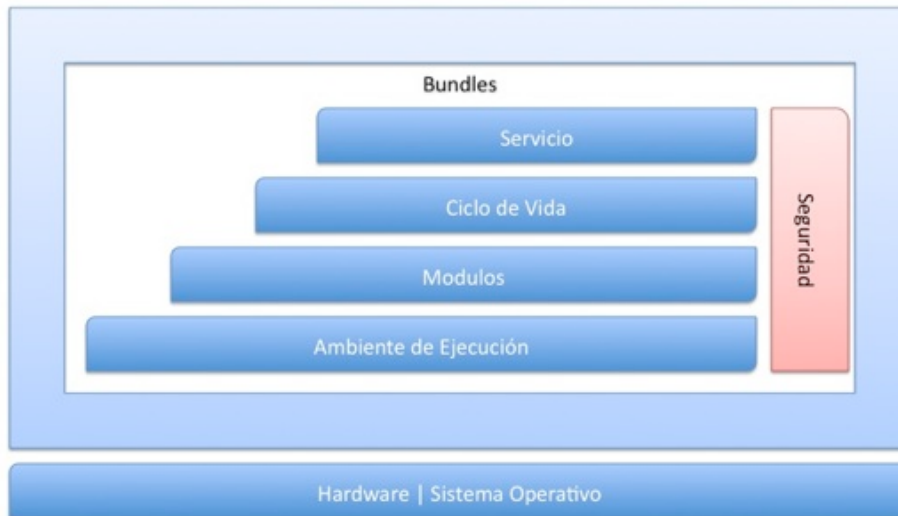 Bundles
Servicio
Ciclo de Vida
Modulos
Ambiente de Ejecución
Seguridad
Hardware | Sistema Operativo